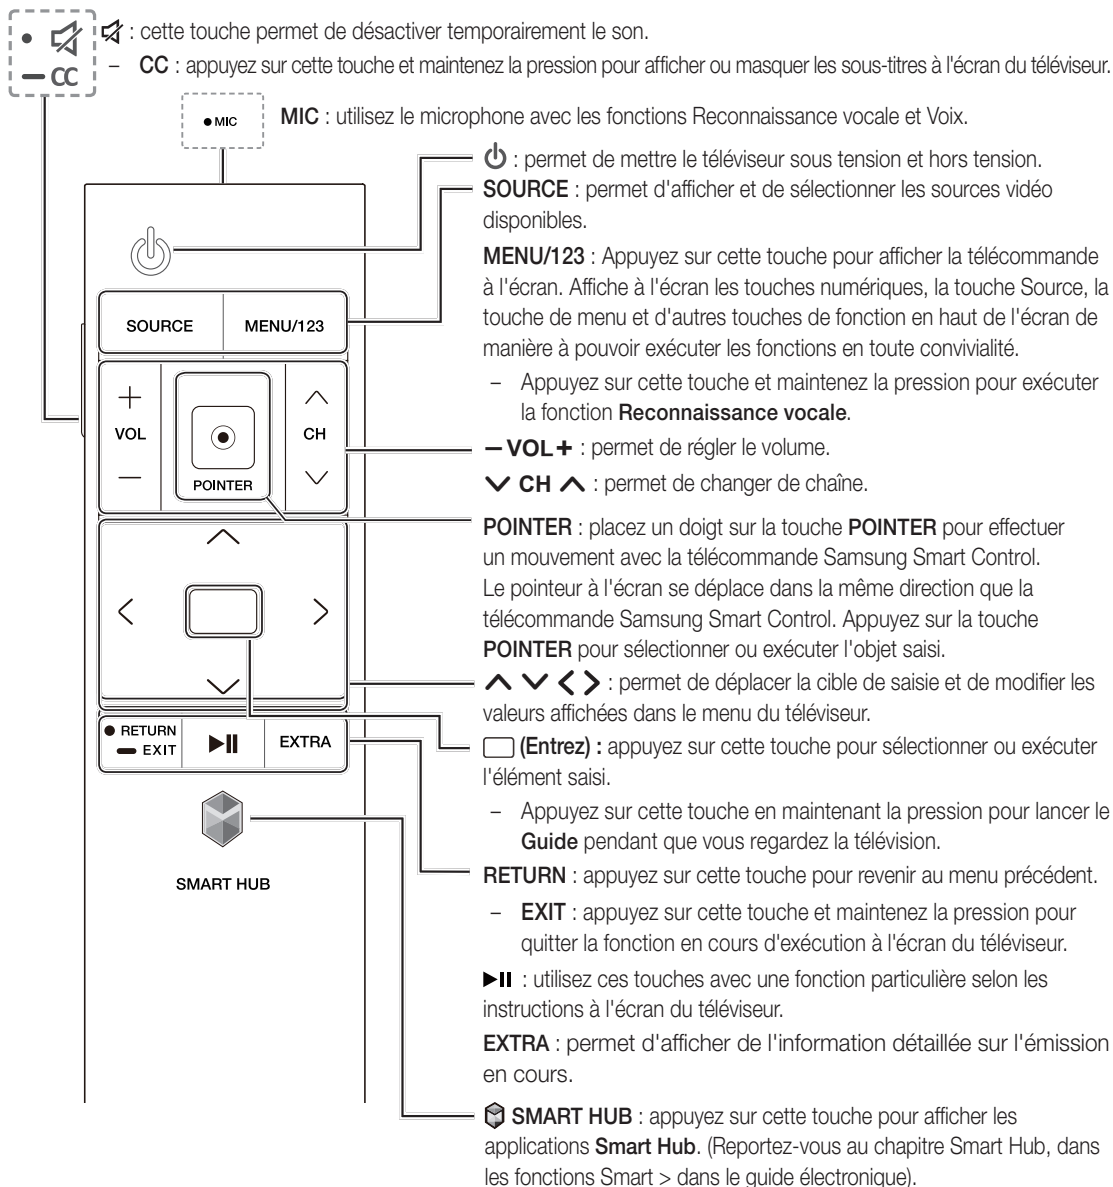 : cette touche permet de désactiver temporairement le son.
CC
– CC : appuyez sur cette touche et maintenez la pression pour afficher ou masquer les sous-titres à l'écran du téléviseur.
MIC
MIC : utilisez le microphone avec les fonctions Reconnaissance vocale et Voix.
: permet de mettre le téléviseur sous tension et hors tension.
SOURCE : permet d'afficher et de sélectionner les sources vidéo
disponibles.
MENU/123 : Appuyez sur cette touche pour afficher la télécommande
à l'écran. Affiche à l'écran les touches numériques, la touche Source, la
touche de menu et d'autres touches de fonction en haut de l'écran de
manière à pouvoir exécuter les fonctions en toute convivialité.
– Appuyez sur cette touche et maintenez la pression pour exécuter
la fonction Reconnaissance vocale.
– VOL + : permet de régler le volume.
∨ CH ∧ : permet de changer de chaîne.
POINTER : placez un doigt sur la touche POINTER pour effectuer
un mouvement avec la télécommande Samsung Smart Control.
Le pointeur à l'écran se déplace dans la même direction que la
télécommande Samsung Smart Control. Appuyez sur la touche
POINTER pour sélectionner ou exécuter l'objet saisi.
∧ ∨ < > : permet de déplacer la cible de saisie et de modifier les
valeurs affichées dans le menu du téléviseur.
(Entrez) : appuyez sur cette touche pour sélectionner ou exécuter
l'élément saisi.
– Appuyez sur cette touche en maintenant la pression pour lancer le
Guide pendant que vous regardez la télévision.
RETURN : appuyez sur cette touche pour revenir au menu précédent.
– EXIT : appuyez sur cette touche et maintenez la pression pour
quitter la fonction en cours d'exécution à l'écran du téléviseur.
: utilisez ces touches avec une fonction particulière selon les
instructions à l'écran du téléviseur.
EXTRA : permet d'afficher de l'information détaillée sur l'émission
en cours.
SMART HUB : appuyez sur cette touche pour afficher les
applications Smart Hub. (Reportez-vous au chapitre Smart Hub, dans
les fonctions Smart > dans le guide électronique).
SOURCE
MENU/123
VOL
CH
POINTER
RETURN
EXIT
EXTRA
SMART HUB